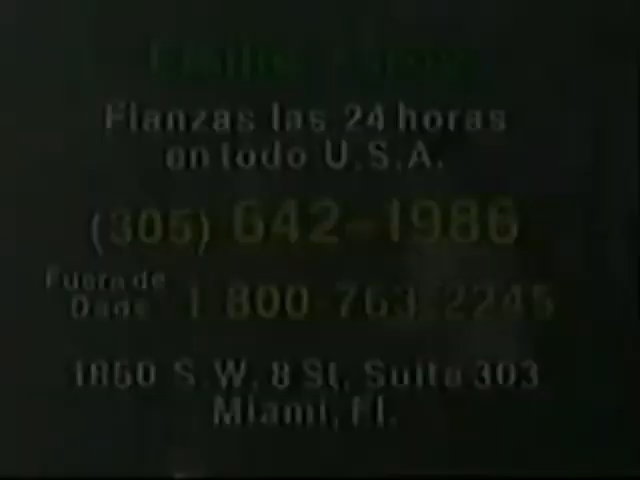 Fianzas las 24 horas
en todo U.S.A.
(305) 642-1986
Fuera de
Dade 1 800 763 2245
1850 S.W. 8 St. Suite 303
Miami, Fl.